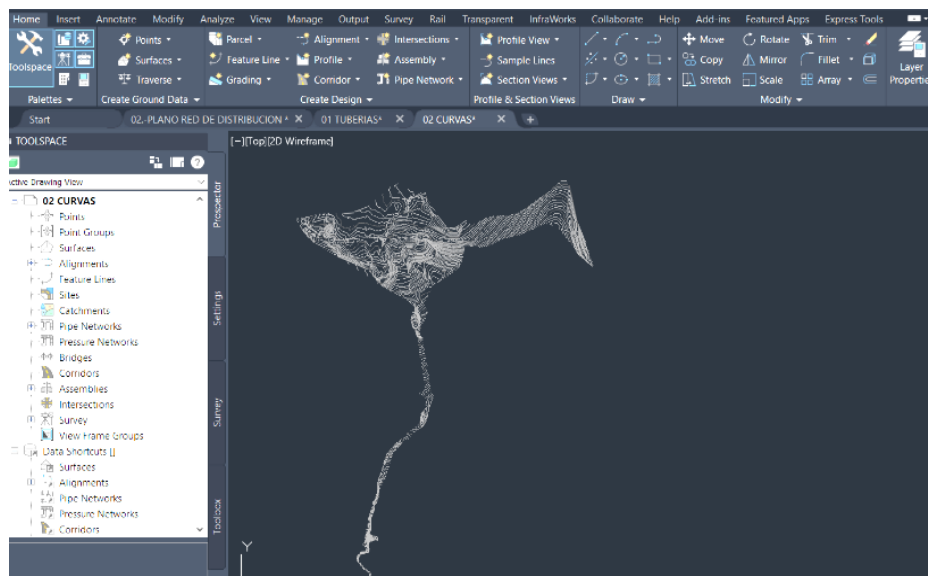 Home Insert Annotate Modify Analyze View Manage Output Survey Rail Transparent InfraWorks Collaborate Help Add-ins Featured Apps Express Tools
Points Parcel Alignment Intersections Profile View Move Rotate Trim
Toolspace Surfaces Feature Line Profile Assembly Sample Lines Copy Mirror Fillet Layer
Traverse Grading Corridor Pipe Network Section Views Stretch Scale Array
Palettes Create Ground Data Create Design Profile & Section Views Draw Modify
Start 02.-PLANO RED DE DISTRIBUCION * 01 TUBERIAS* 02 CURVAS*
TOOLSPACE [−][Top][2D Wireframe]
Active Drawing View
02 CURVAS
Points
Point Groups
Surfaces
Alignments
Feature Lines
Sites
Catchments
Pipe Networks
Pressure Networks
Bridges
Corridors
Assemblies
Intersections
Survey
View Frame Groups
Data Shortcuts []
Surfaces
Alignments
Pipe Networks
Pressure Networks
Corridors
Prospector
Settings
Survey
Toolbox
Y